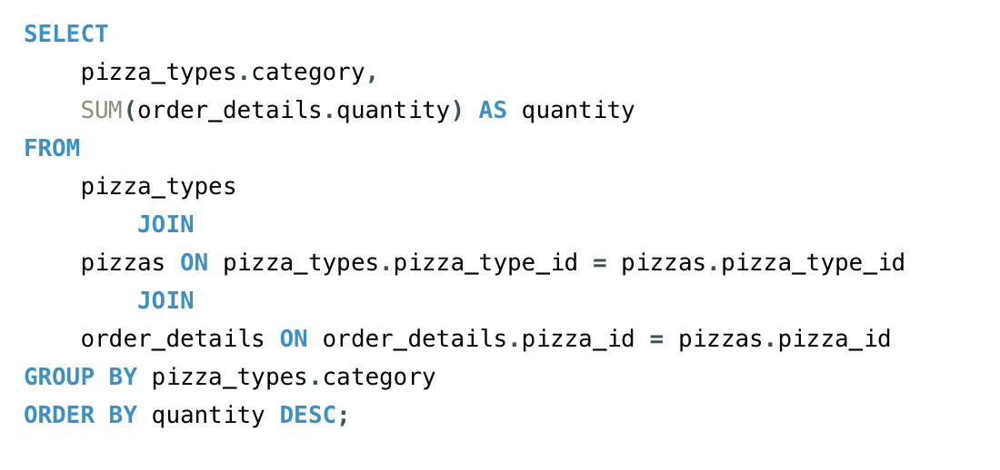 SELECT
    pizza_types.category,
    SUM(order_details.quantity) AS quantity
FROM
    pizza_types
        JOIN
    pizzas ON pizza_types.pizza_type_id = pizzas.pizza_type_id
        JOIN
    order_details ON order_details.pizza_id = pizzas.pizza_id
GROUP BY pizza_types.category
ORDER BY quantity DESC;